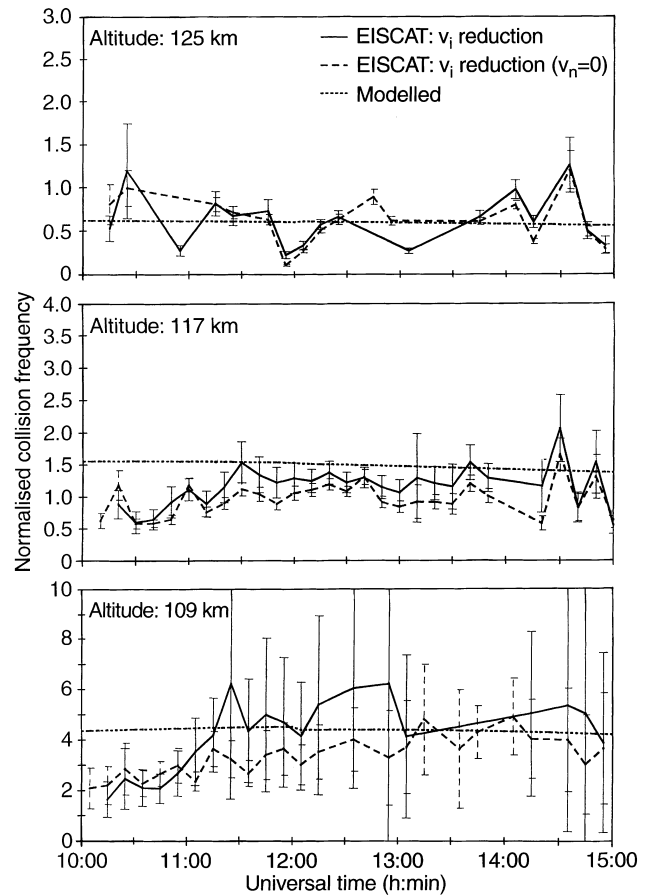 3.0
Altitude: 125 km
EISCAT: vi reduction
2.5
EISCAT: vi reduction (vn=0)
Modelled
2.0
1.5
1.0
0.5
0
Normalised collision frequency
4.0
Altitude: 117 km
3.5
3.0
2.5
2.0
1.5
1.0
0.5
0
10
Altitude: 109 km
8
6
4
2
0
10:00 11:00 12:00 13:00 14:00 15:00
Universal time (h:min)